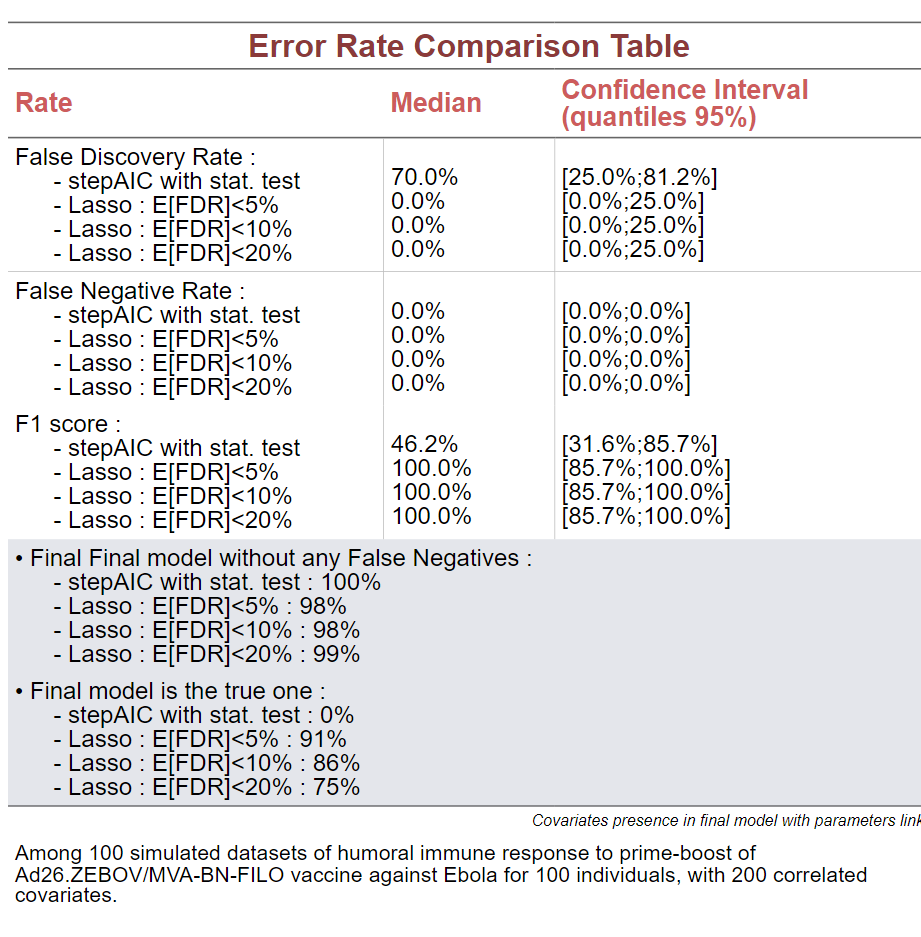 Error Rate Comparison Table
Rate Median Confidence Interval
(quantiles 95%)
False Discovery Rate :
- stepAIC with stat. test 70.0% [25.0%;81.2%]
- Lasso : E[FDR]<5% 0.0% [0.0%;25.0%]
- Lasso : E[FDR]<10% 0.0% [0.0%;25.0%]
- Lasso : E[FDR]<20% 0.0% [0.0%;25.0%]
False Negative Rate :
- stepAIC with stat. test 0.0% [0.0%;0.0%]
- Lasso : E[FDR]<5% 0.0% [0.0%;0.0%]
- Lasso : E[FDR]<10% 0.0% [0.0%;0.0%]
- Lasso : E[FDR]<20% 0.0% [0.0%;0.0%]
F1 score :
- stepAIC with stat. test 46.2% [31.6%;85.7%]
- Lasso : E[FDR]<5% 100.0% [85.7%;100.0%]
- Lasso : E[FDR]<10% 100.0% [85.7%;100.0%]
- Lasso : E[FDR]<20% 100.0% [85.7%;100.0%]
• Final Final model without any False Negatives :
- stepAIC with stat. test : 100%
- Lasso : E[FDR]<5% : 98%
- Lasso : E[FDR]<10% : 98%
- Lasso : E[FDR]<20% : 99%
• Final model is the true one :
- stepAIC with stat. test : 0%
- Lasso : E[FDR]<5% : 91%
- Lasso : E[FDR]<10% : 86%
- Lasso : E[FDR]<20% : 75%
Covariates presence in final model with parameters link
Among 100 simulated datasets of humoral immune response to prime-boost of
Ad26.ZEBOV/MVA-BN-FILO vaccine against Ebola for 100 individuals, with 200 correlated
covariates.